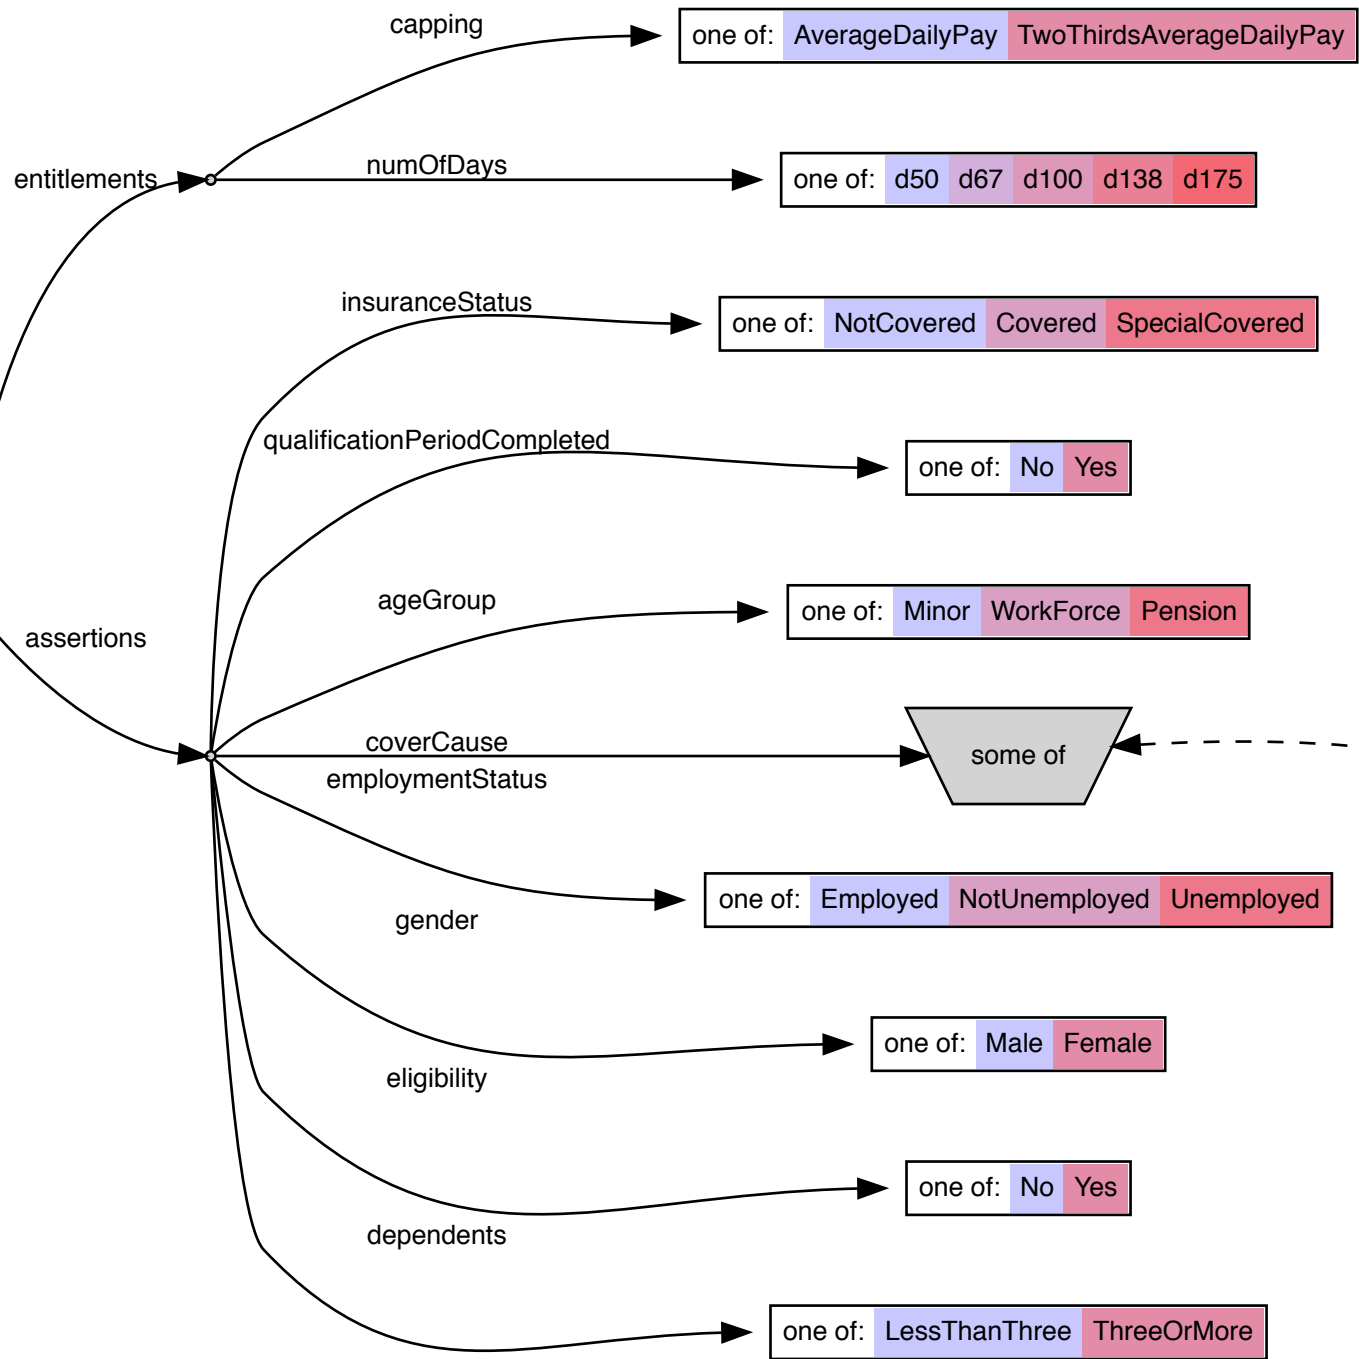 capping
one of: AverageDailyPay TwoThirdsAverageDailyPay
entitlements
numOfDays
one of: d50 d67 d100 d138 d175
insuranceStatus
one of: NotCovered Covered SpecialCovered
qualificationPeriodCompleted
one of: No Yes
ageGroup
one of: Minor WorkForce Pension
assertions
coverCause
some of
employmentStatus
one of: Employed NotUnemployed Unemployed
gender
one of: Male Female
eligibility
one of: No Yes
dependents
one of: LessThanThree ThreeOrMore